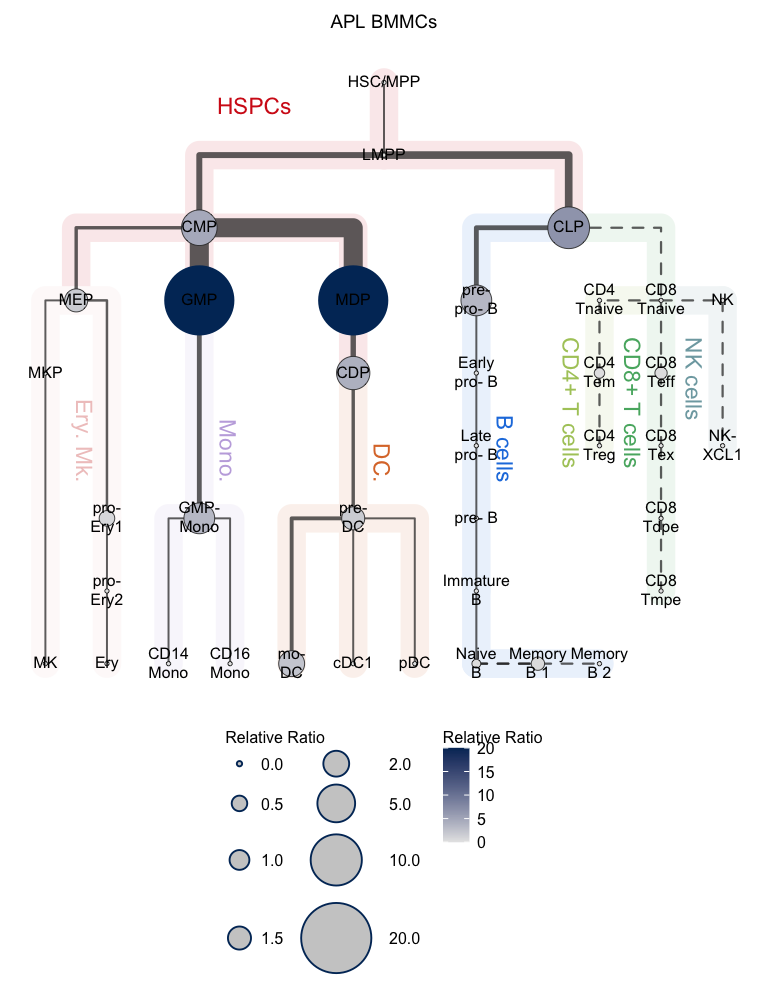 APL BMMCs
HSC/MPP
HSPCs
LMPP
CMP
CLP
MEP
GMP
MDP
pre-
pro- B
CD4
Tnaive
CD8
Tnaive
NK
MKP
CDP
Early
pro- B
CD4
Tem
CD8
Teff
Ery. Mk.
Mono.
DC.
B cells
CD4+ T cells
CD8+ T cells
NK cells
Late
pro- B
CD4
Treg
CD8
Tex
NK-
XCL1
pro-
Ery1
GMP-
Mono
pre-
DC
pre- B
CD8
Tdpe
pro-
Ery2
Immature
B
CD8
Tmpe
MK
Ery
CD14
Mono
CD16
Mono
mo-
DC
cDC1
pDC
Naive
B
Memory
B 1
Memory
B 2
Relative Ratio
0.0
2.0
0.5
5.0
1.0
10.0
1.5
20.0
Relative Ratio
20
15
10
5
0